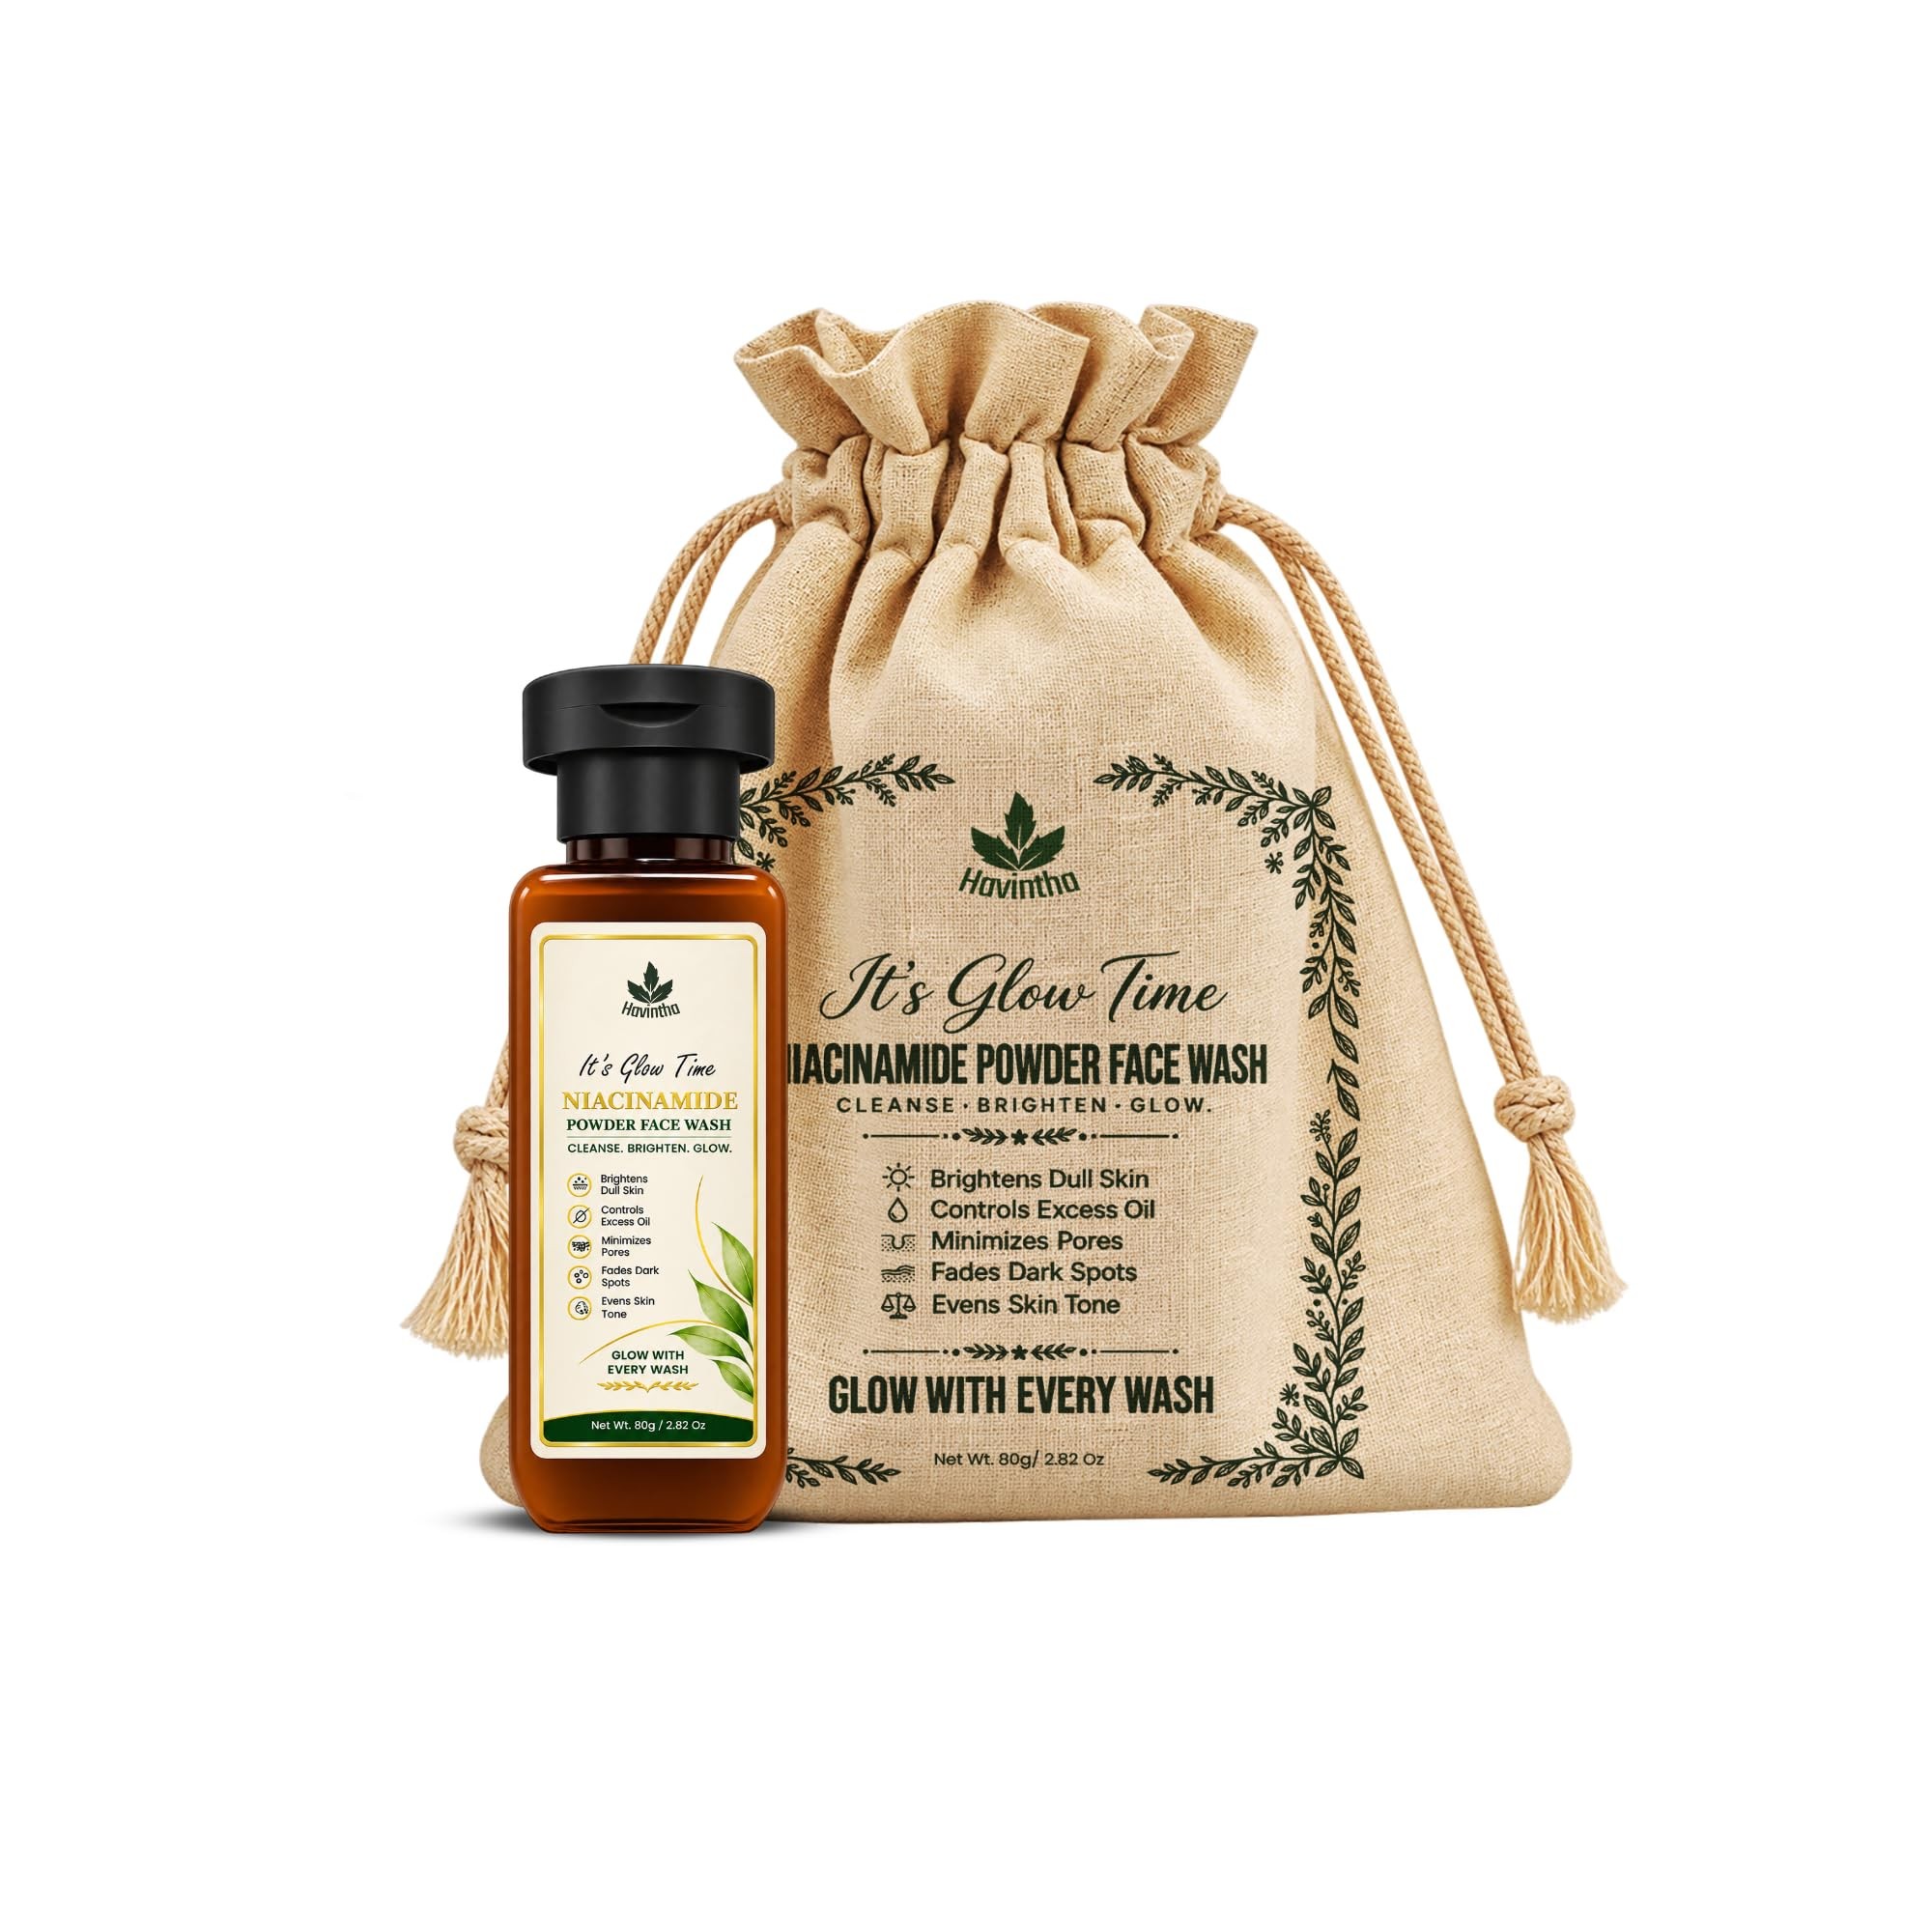 Havintha
It's Glow Time
NIACINAMIDE
POWDER FACE WASH
CLEANSE. BRIGHTEN. GLOW.
Brightens
Dull Skin
Controls
Excess Oil
Minimizes
Pores
Fades Dark
Spots
Evens Skin
Tone
GLOW WITH
EVERY WASH
Net Wt. 80g / 2.82 Oz
Havintha
It's Glow Time
IACINAMIDE POWDER FACE WASH
CLEANSE · BRIGHTEN · GLOW.
Brightens Dull Skin
Controls Excess Oil
Minimizes Pores
Fades Dark Spots
Evens Skin Tone
GLOW WITH EVERY WASH
Net Wt. 80g/ 2.82 Oz